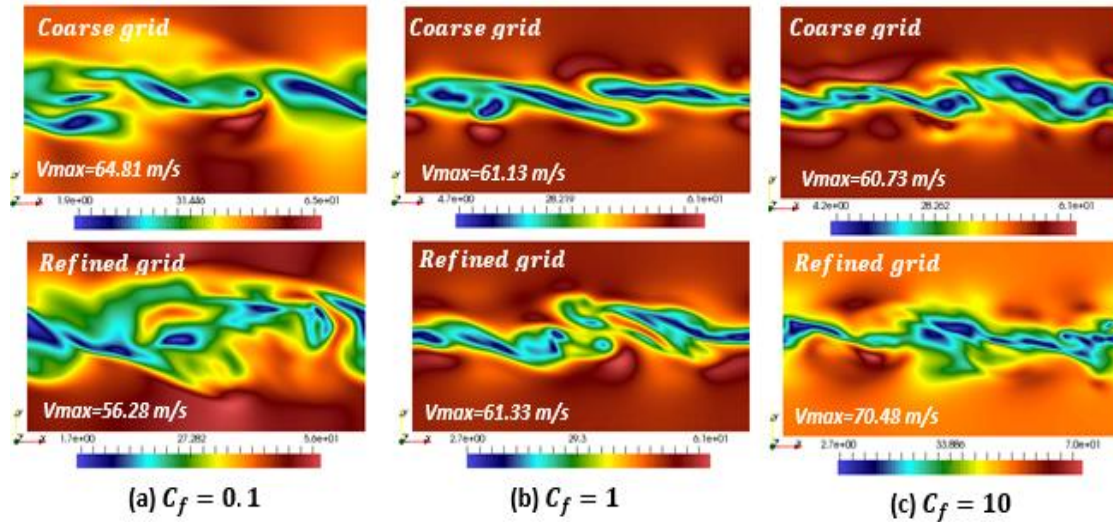 Coarse grid
Vmax=64.81 m/s
1.9e+00 31.446 6.5e+01
Coarse grid
Vmax=61.13 m/s
4.7e+00 28.219 6.1e+01
Coarse grid
Vmax=60.73 m/s
4.2e+00 28.262 6.1e+01
Refined grid
Vmax=56.28 m/s
1.7e+00 27.282 5.6e+01
Refined grid
Vmax=61.33 m/s
2.7e+00 29.3 6.1e+01
Refined grid
Vmax=70.48 m/s
2.7e+00 33.886 7.0e+01
(a) C_f = 0.1
(b) C_f = 1
(c) C_f = 10